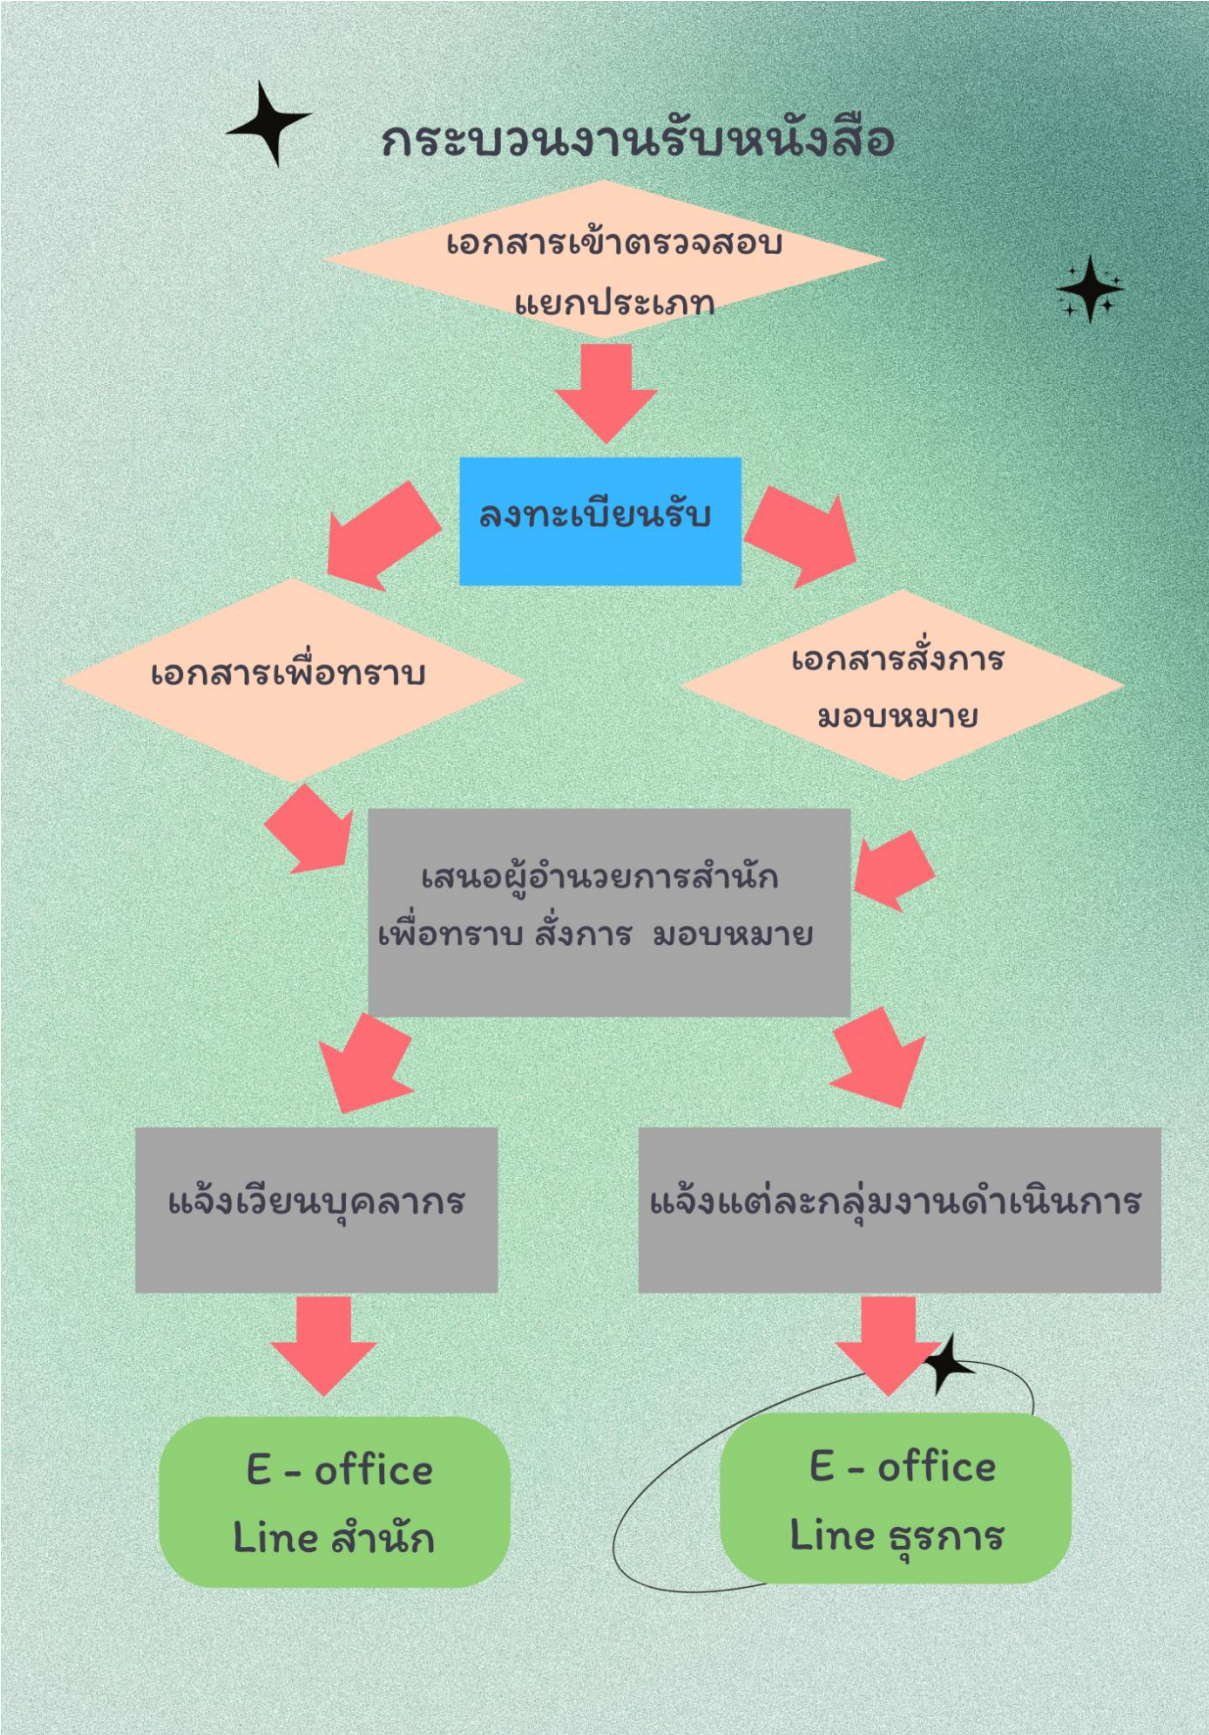 กระบวนงานรับหนังสือ
เอกสารเข้าตรวจสอบ
แยกประเภท
ลงทะเบียนรับ
เอกสารเพื่อทราบ
เอกสารสั่งการ
มอบหมาย
เสนอผู้อำนวยการสำนัก
เพื่อทราบ สั่งการ มอบหมาย
แจ้งเวียนบุคลากร
แจ้งแต่ละกลุ่มงานดำเนินการ
E - office
Line สำนัก
E - office
Line ธุรการ